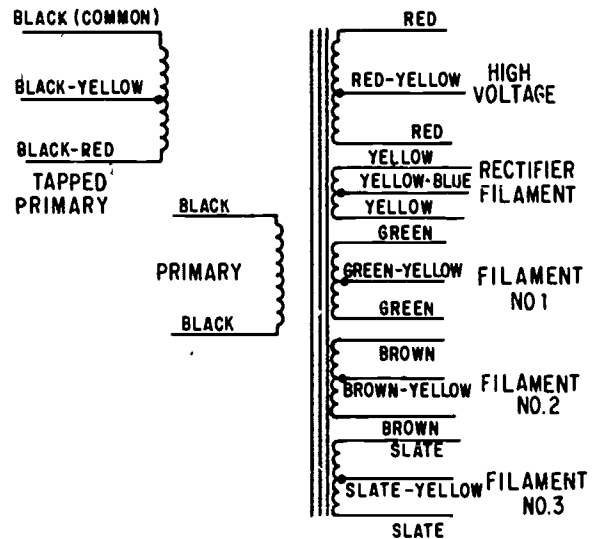 BLACK (COMMON)
BLACK-YELLOW
BLACK-RED
TAPPED
PRIMARY
BLACK
PRIMARY
BLACK
RED
RED-YELLOW
HIGH
VOLTAGE
RED
YELLOW
YELLOW-BLUE
RECTIFIER
FILAMENT
YELLOW
GREEN
GREEN-YELLOW
FILAMENT
NO 1
GREEN
BROWN
BROWN-YELLOW
FILAMENT
NO.2
BROWN
SLATE
SLATE-YELLOW
FILAMENT
NO.3
SLATE